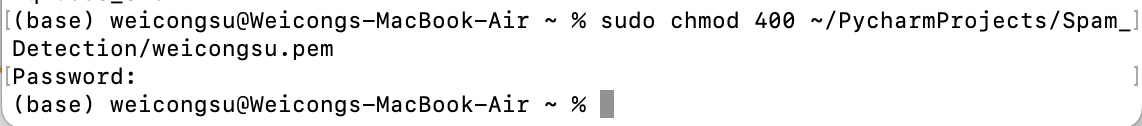 (base) weicongsu@Weicongs-MacBook-Air ~ % sudo chmod 400 ~/PycharmProjects/Spam_
Detection/weicongsu.pem
Password:
(base) weicongsu@Weicongs-MacBook-Air ~ %